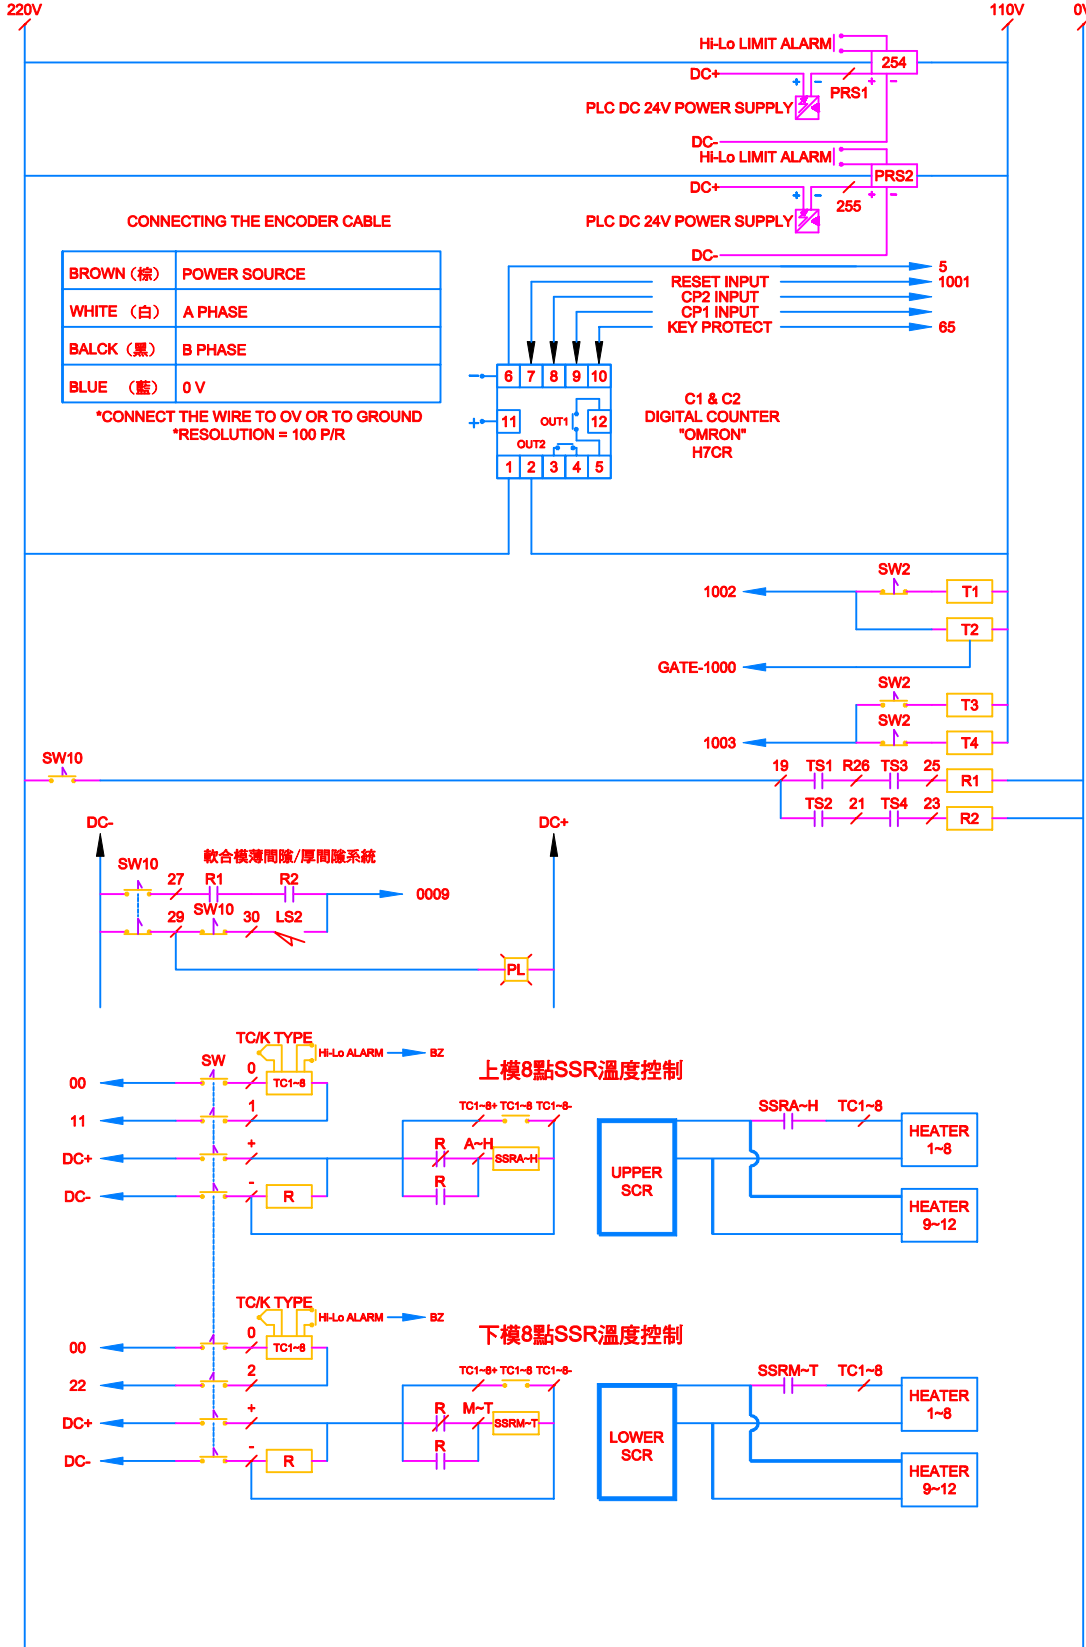 220V
110V
0V
Hi-Lo LIMIT ALARM
254
DC+
+ -
PRS1
+ -
PLC DC 24V POWER SUPPLY
DC-
Hi-Lo LIMIT ALARM
PRS2
DC+
+ -
255
+ -
PLC DC 24V POWER SUPPLY
DC-
CONNECTING THE ENCODER CABLE
BROWN (棕) POWER SOURCE
WHITE (白) A PHASE
BALCK (黑) B PHASE
BLUE (藍) 0 V
*CONNECT THE WIRE TO OV OR TO GROUND
*RESOLUTION = 100 P/R
5
RESET INPUT 1001
CP2 INPUT
CP1 INPUT
KEY PROTECT 65
- 6 7 8 9 10
+ 11 OUT1 12
OUT2
1 2 3 4 5
C1 & C2
DIGITAL COUNTER
"OMRON"
H7CR
SW2
1002 T1
T2
GATE-1000
SW2
T3
SW2
1003 T4
SW10
19 TS1 R26 TS3 25 R1
TS2 21 TS4 23 R2
DC- DC+
軟合模薄間隙/厚間隙系統
SW10 27 R1 R2 0009
29 SW10 30 LS2
PL
TC/K TYPE
Hi-Lo ALARM BZ
SW
上模8點SSR溫度控制
00 0 TC1~8
11 1
TC1~8+ TC1~8 TC1~8-
DC+ +
R A~H SSRA~H
DC- - R
R
UPPER
SCR
SSRA~H TC1~8
HEATER
1~8
HEATER
9~12
TC/K TYPE
Hi-Lo ALARM BZ
下模8點SSR溫度控制
00 0 TC1~8
22 2
TC1~8+ TC1~8 TC1~8-
DC+ +
R M~T SSRM~T
DC- - R
R
LOWER
SCR
SSRM~T TC1~8
HEATER
1~8
HEATER
9~12